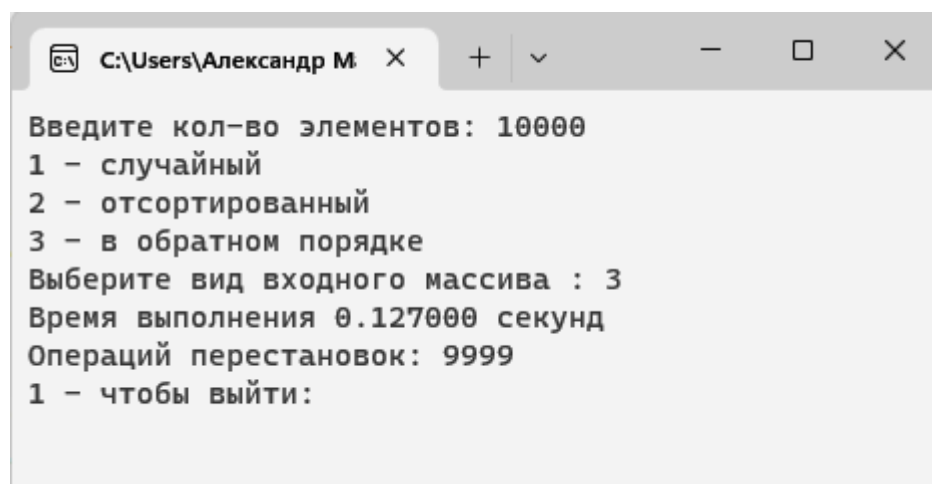 C:\Users\Александр М
Введите кол-во элементов: 10000
1 - случайный
2 - отсортированный
3 - в обратном порядке
Выберите вид входного массива : 3
Время выполнения 0.127000 секунд
Операций перестановок: 9999
1 - чтобы выйти: